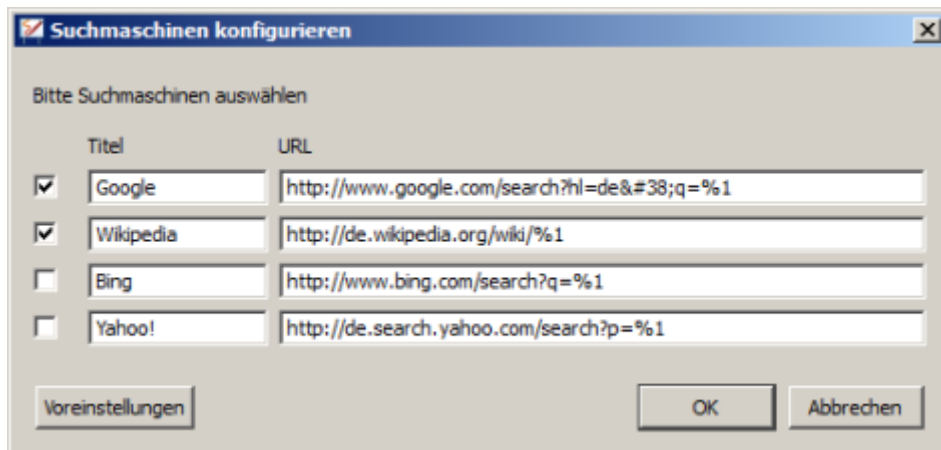 Suchmaschinen konfigurieren
Bitte Suchmaschinen auswählen
Titel URL
Google http://www.google.com/search?hl=de&#38;q=%1
Wikipedia http://de.wikipedia.org/wiki/%1
Bing http://www.bing.com/search?q=%1
Yahoo! http://de.search.yahoo.com/search?p=%1
Voreinstellungen OK Abbrechen